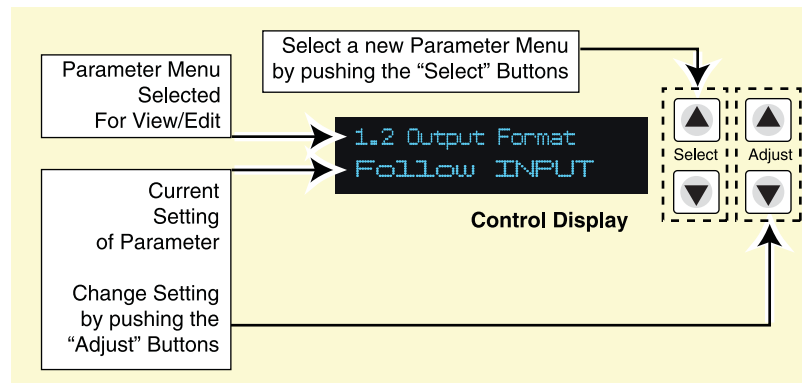 Select a new Parameter Menu
by pushing the “Select” Buttons
Parameter Menu
Selected
For View/Edit
1.2 Output Format
Follow INPUT
Select
Adjust
Control Display
Current
Setting
of Parameter
Change Setting
by pushing the
“Adjust” Buttons